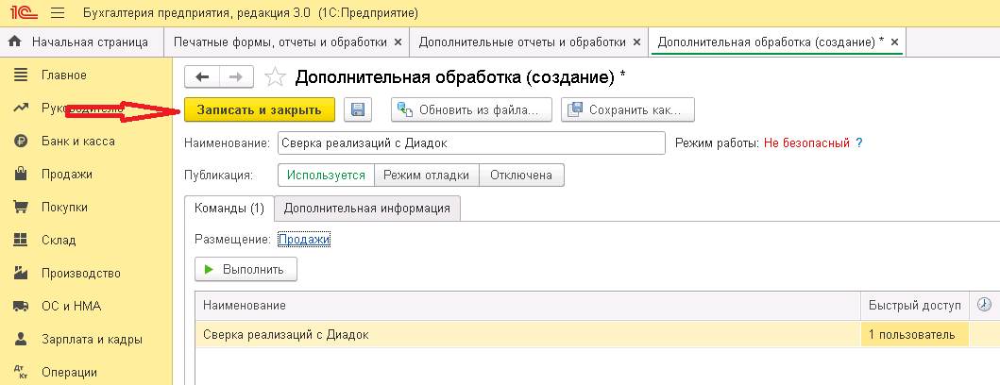 1С Бухгалтерия предприятия, редакция 3.0 (1С:Предприятие)
Начальная страница Печатные формы, отчеты и обработки × Дополнительные отчеты и обработки × Дополнительная обработка (создание) * ×
Главное
Руководителю
Банк и касса
Продажи
Покупки
Склад
Производство
ОС и НМА
Зарплата и кадры
Дт Кт Операции
Дополнительная обработка (создание) *
Записать и закрыть Обновить из файла... Сохранить как...
Наименование: Сверка реализаций с Диадок Режим работы: Не безопасный ?
Публикация: Используется Режим отладки Отключена
Команды (1) Дополнительная информация
Размещение: Продажи
Выполнить
Наименование Быстрый доступ
Сверка реализаций с Диадок 1 пользователь